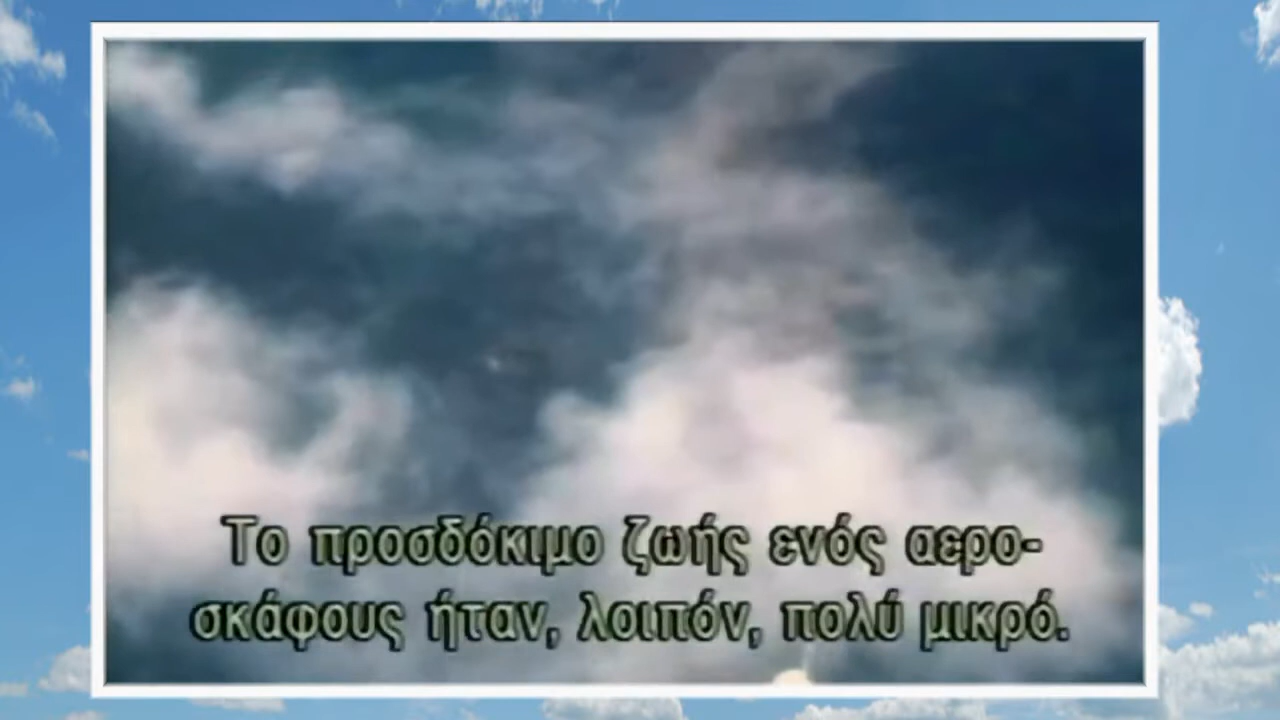 Το προσδόκιμο ζωής ενός αερο-
σκάφους ήταν, λοιπόν, πολύ μικρό.